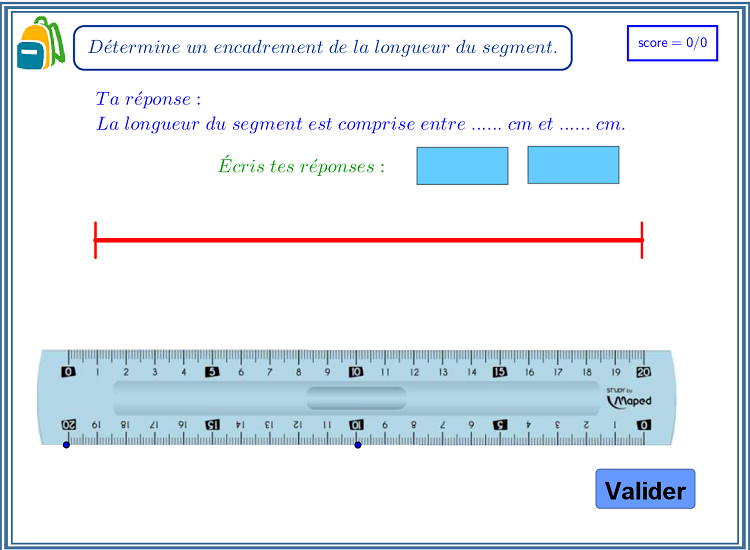 Détermine un encadrement de la longueur du segment.
score = 0/0
Ta réponse :
La longueur du segment est comprise entre ...... cm et ...... cm.
Écris tes réponses :
0 1 2 3 4 5 6 7 8 9 10 11 12 13 14 15 16 17 18 19 20
STUDY by
Maped
20 19 18 17 16 15 14 13 12 11 10 9 8 7 6 5 4 3 2 1 0
Valider